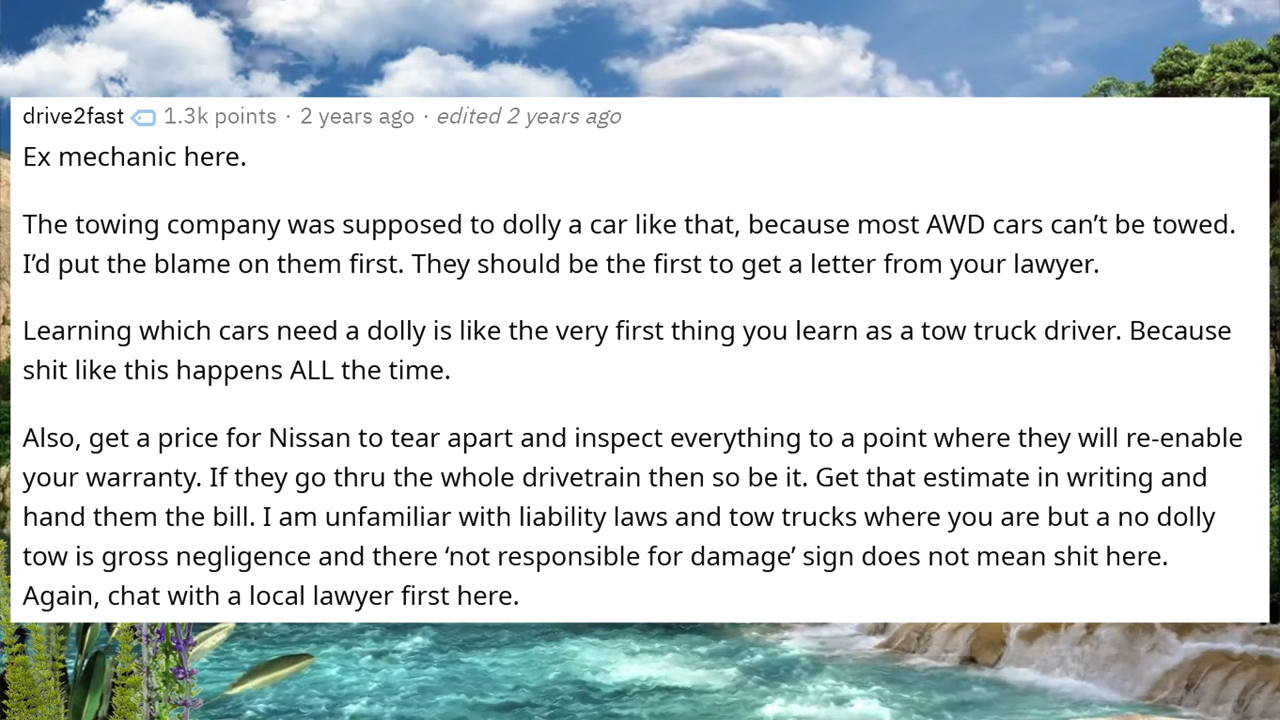 drive2fast 1.3k points · 2 years ago · edited 2 years ago
Ex mechanic here.
The towing company was supposed to dolly a car like that, because most AWD cars can’t be towed.
I’d put the blame on them first. They should be the first to get a letter from your lawyer.
Learning which cars need a dolly is like the very first thing you learn as a tow truck driver. Because
shit like this happens ALL the time.
Also, get a price for Nissan to tear apart and inspect everything to a point where they will re-enable
your warranty. If they go thru the whole drivetrain then so be it. Get that estimate in writing and
hand them the bill. I am unfamiliar with liability laws and tow trucks where you are but a no dolly
tow is gross negligence and there ‘not responsible for damage’ sign does not mean shit here.
Again, chat with a local lawyer first here.